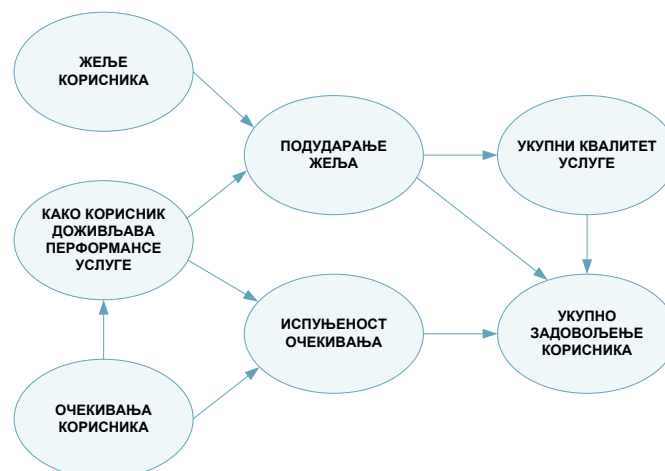 ЖЕЉЕ
КОРИСНИКА
ПОДУДАРАЊЕ
ЖЕЉА
УКУПНИ КВАЛИТЕТ
УСЛУГЕ
КАКО КОРИСНИК
ДОЖИВЉАВА
ПЕРФОРМАНСЕ
УСЛУГЕ
ИСПУЊЕНОСТ
ОЧЕКИВАЊА
УКУПНО
ЗАДОВОЉЕЊЕ
КОРИСНИКА
ОЧЕКИВАЊА
КОРИСНИКА